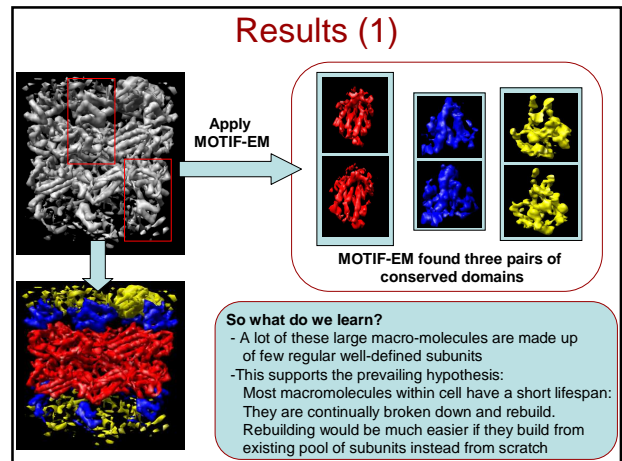 Results (1)
Apply
MOTIF-EM
MOTIF-EM found three pairs of
conserved domains
So what do we learn?
- A lot of these large macro-molecules are made up
of few regular well-defined subunits
-This supports the prevailing hypothesis:
Most macromolecules within cell have a short lifespan:
They are continually broken down and rebuild.
Rebuilding would be much easier if they build from
existing pool of subunits instead from scratch